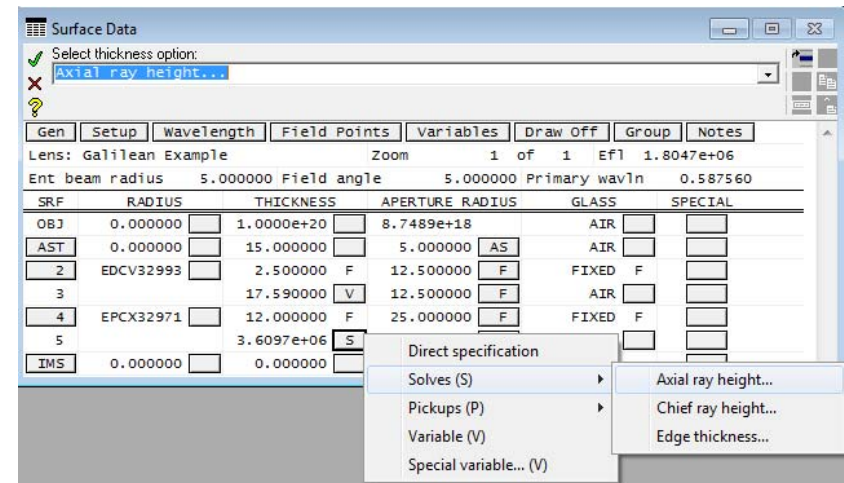 Surface Data
Select thickness option:
Axial ray height...
Gen Setup Wavelength Field Points Variables Draw Off Group Notes
Lens: Galilean Example Zoom 1 of 1 Efl 1.8047e+06
Ent beam radius 5.000000 Field angle 5.000000 Primary wavln 0.587560
SRF RADIUS THICKNESS APERTURE RADIUS GLASS SPECIAL
OBJ 0.000000 1.0000e+20 8.7489e+18 AIR
AST 0.000000 15.000000 5.000000 AS AIR
2 EDCV32993 2.500000 F 12.500000 F FIXED F
3 17.590000 V 12.500000 F AIR
4 EPCX32971 12.000000 F 25.000000 F FIXED F
5 3.6097e+06 S
IMS 0.000000 0.000000
Direct specification
Solves (S)
Pickups (P)
Variable (V)
Special variable... (V)
Axial ray height...
Chief ray height...
Edge thickness...